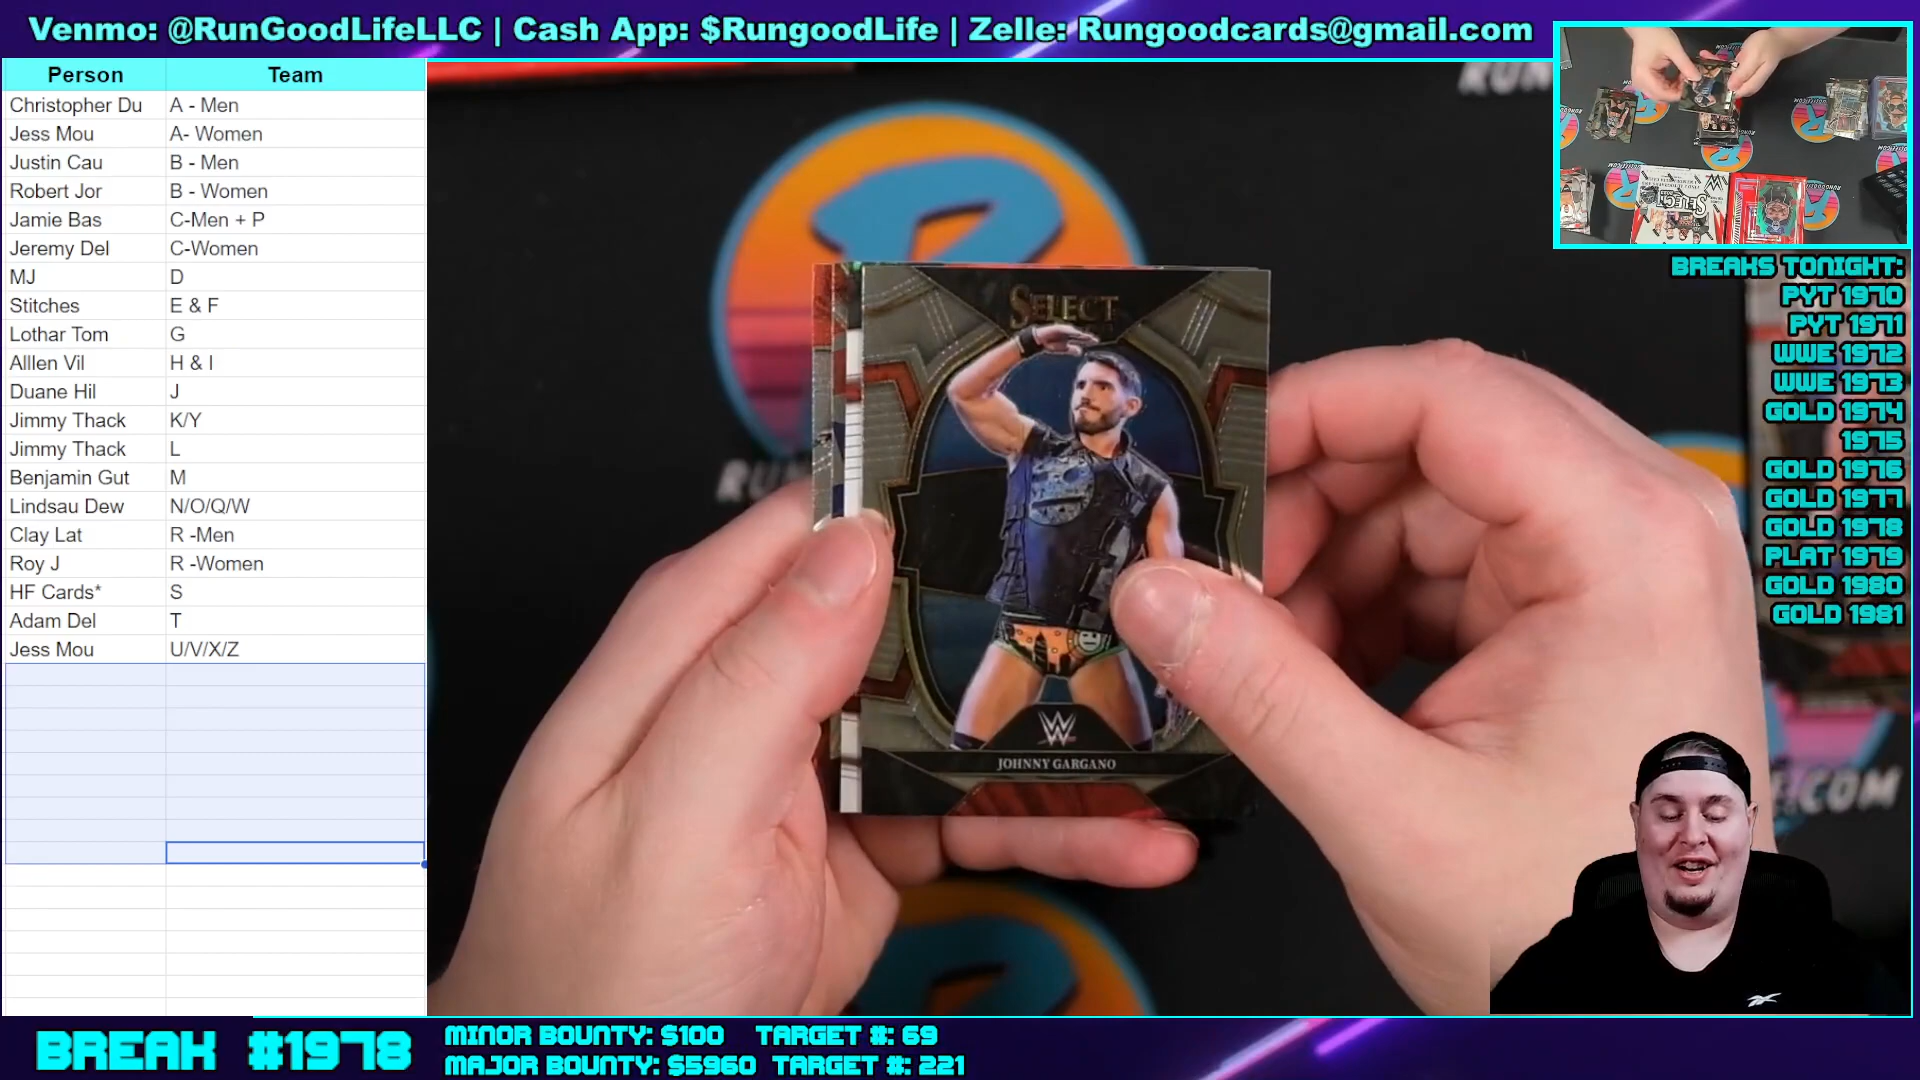 Venmo: @RunGoodLifeLLC | Cash App: $RungoodLife | Zelle: Rungoodcards@gmail.com
Person Team
Christopher Du A - Men
Jess Mou A- Women
Justin Cau B - Men
Robert Jor B - Women
Jamie Bas C-Men + P
Jeremy Del C-Women
MJ D
Stitches E & F
Lothar Tom G
Alllen Vil H & I
Duane Hil J
Jimmy Thack K/Y
Jimmy Thack L
Benjamin Gut M
Lindsau Dew N/O/Q/W
Clay Lat R -Men
Roy J R -Women
HF Cards* S
Adam Del T
Jess Mou U/V/X/Z
SELECT
W
JOHNNY GARGANO
BREAKS TONIGHT:
PYT 1970
PYT 1971
WWE 1972
WWE 1973
GOLD 1974
1975
GOLD 1976
GOLD 1977
GOLD 1978
PLAT 1979
GOLD 1980
GOLD 1981
BREAK #1978
MINOR BOUNTY: $100 TARGET #: 69
MAJOR BOUNTY: $5960 TARGET #: 221